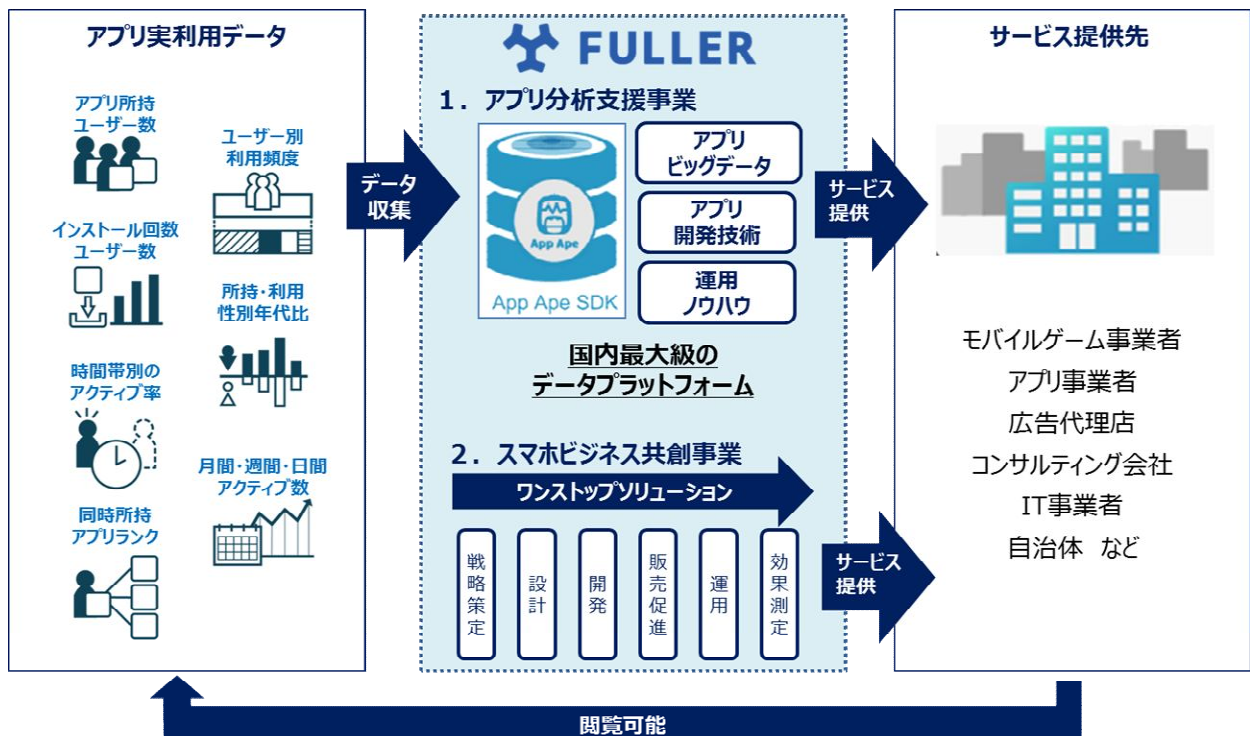 アプリ実利用データ
アプリ所持
ユーザー数
ユーザー別
利用頻度
インストール回数
ユーザー数
所持・利用
性別年代比
時間帯別の
アクティブ率
月間・週間・日間
アクティブ数
同時所持
アプリランク
データ
収集
FULLER
1．アプリ分析支援事業
App Ape
App Ape SDK
アプリ
ビッグデータ
アプリ
開発技術
運用
ノウハウ
国内最大級の
データプラットフォーム
2．スマホビジネス共創事業
ワンストップソリューション
戦略策定
設計
開発
販売促進
運用
効果測定
サービス
提供
サービス
提供
サービス提供先
モバイルゲーム事業者
アプリ事業者
広告代理店
コンサルティング会社
IT事業者
自治体 など
閲覧可能